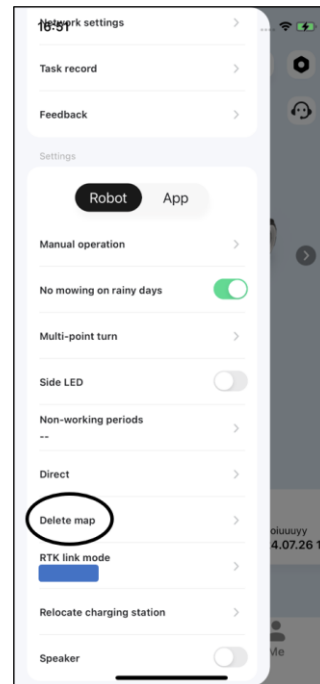 16:51
Network settings
Task record
Feedback
Settings
Robot App
Manual operation
No mowing on rainy days
Multi-point turn
Side LED
Non-working periods
--
Direct
Delete map
RTK link mode
Relocate charging station
Speaker
oiuuuyy
4.07.26 1
Me